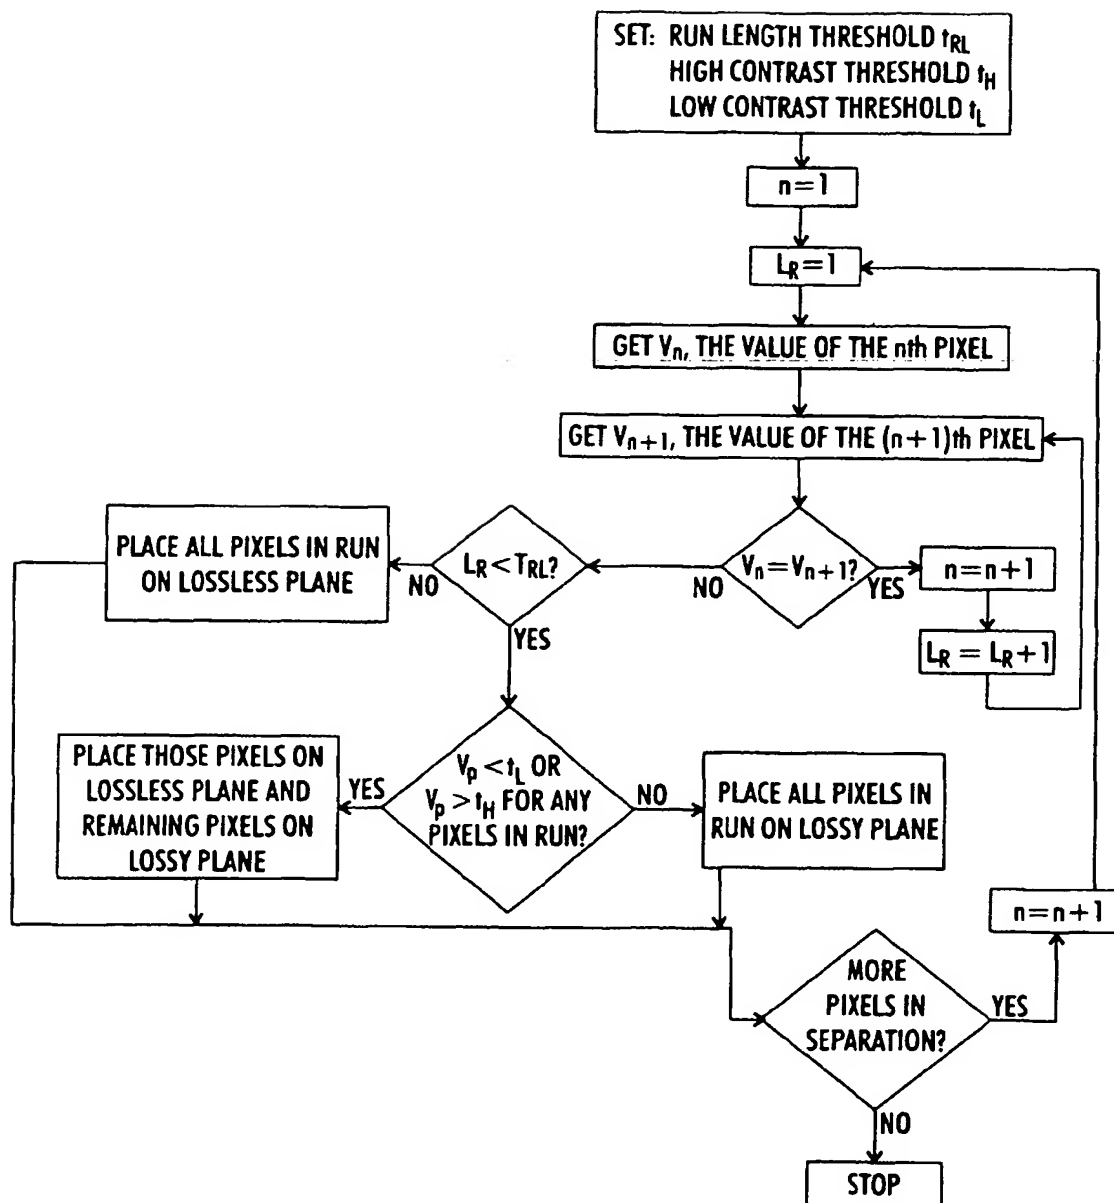 SET: RUN LENGTH THRESHOLD tRL
HIGH CONTRAST THRESHOLD tH
LOW CONTRAST THRESHOLD tL
n=1
LR=1
GET Vn, THE VALUE OF THE nth PIXEL
GET Vn+1, THE VALUE OF THE (n+1)th PIXEL
Vn=Vn+1?
YES
NO
n=n+1
LR = LR+1
LR<TRL?
NO
YES
PLACE ALL PIXELS IN RUN
ON LOSSLESS PLANE
Vp<tL OR
Vp>tH FOR ANY
PIXELS IN RUN?
YES
NO
PLACE THOSE PIXELS ON
LOSSLESS PLANE AND
REMAINING PIXELS ON
LOSSY PLANE
PLACE ALL PIXELS IN
RUN ON LOSSY PLANE
MORE
PIXELS IN
SEPARATION?
YES
n=n+1
NO
STOP